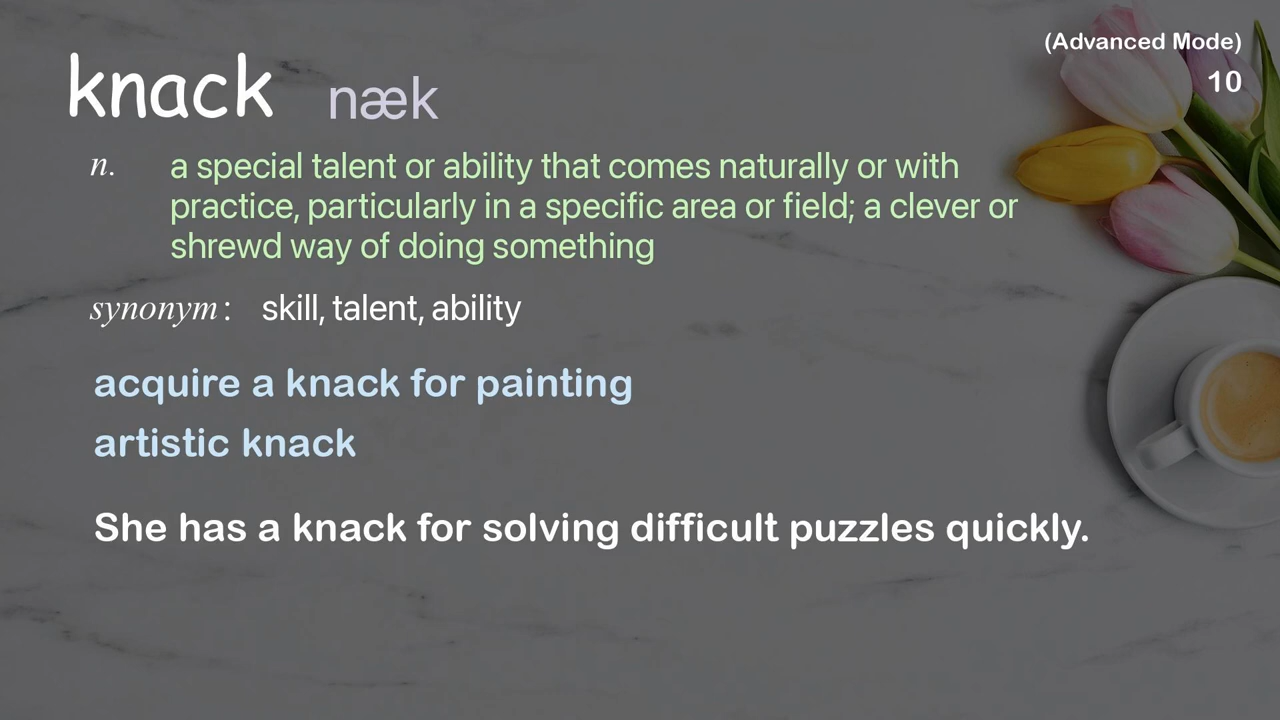 (Advanced Mode)
10
knack næk
n. a special talent or ability that comes naturally or with
practice, particularly in a specific area or field; a clever or
shrewd way of doing something
synonym: skill, talent, ability
acquire a knack for painting
artistic knack
She has a knack for solving difficult puzzles quickly.